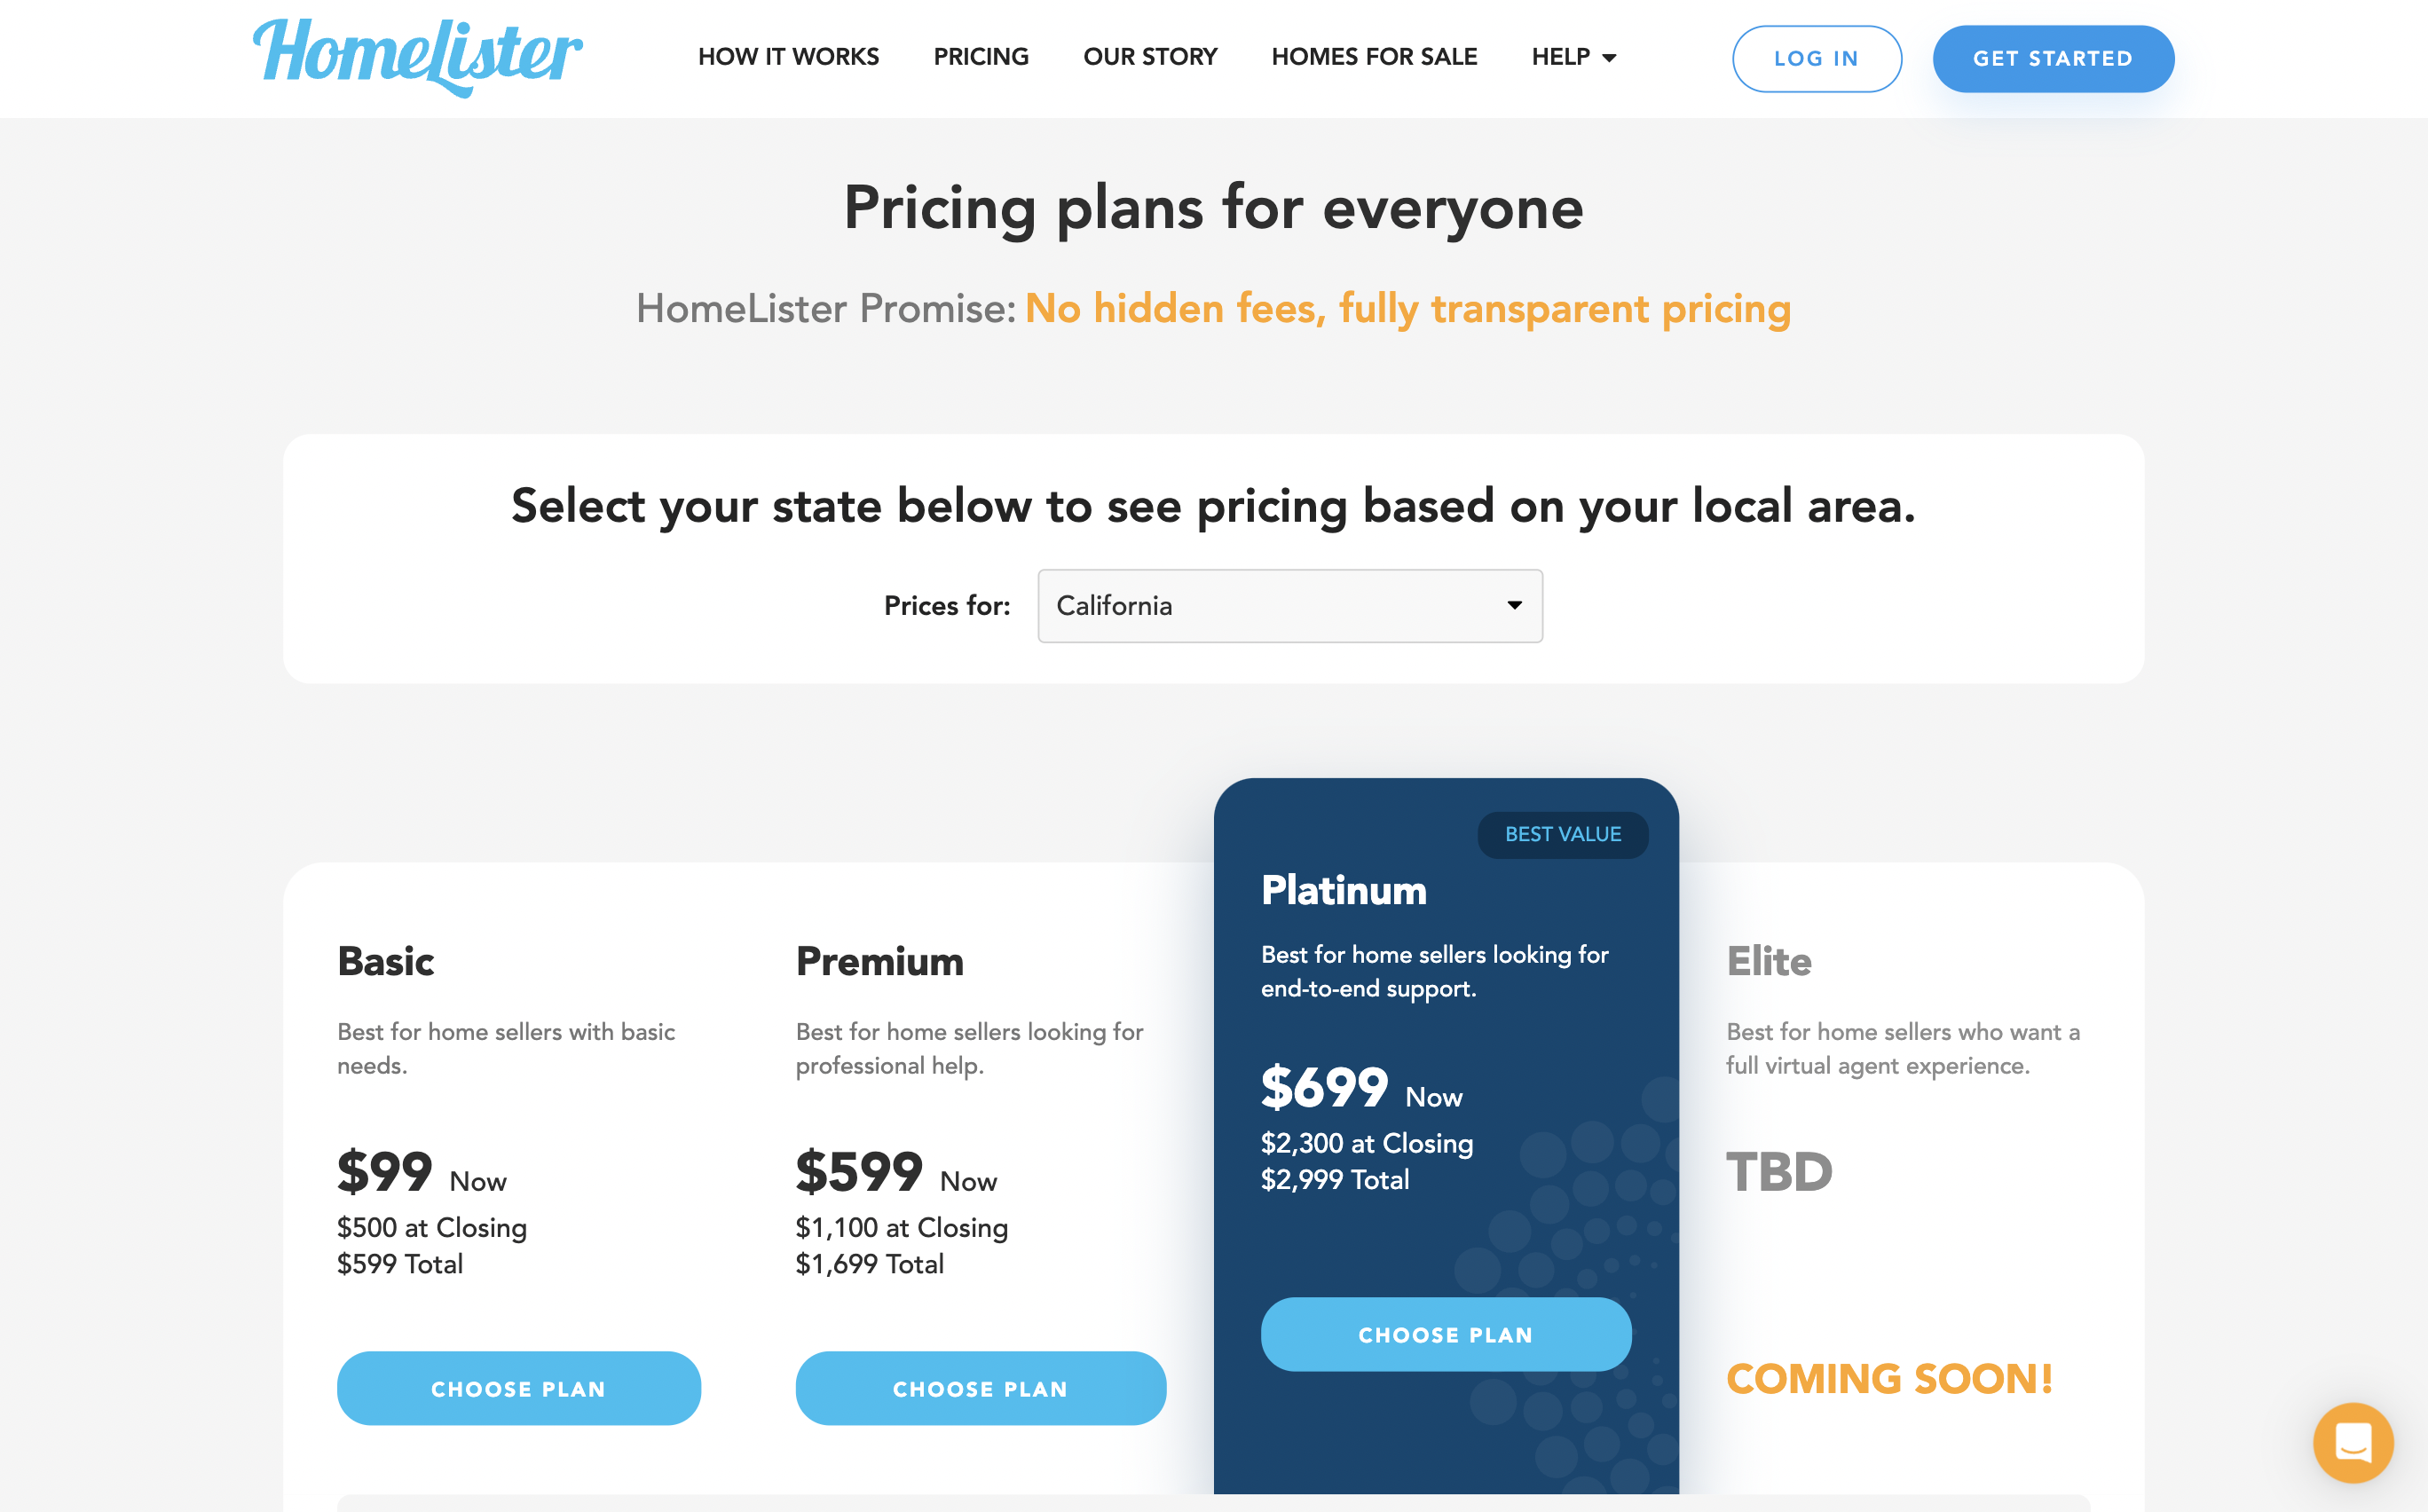 HomeLister
HOW IT WORKS
PRICING
OUR STORY
HOMES FOR SALE
HELP
LOG IN
GET STARTED
Pricing plans for everyone
HomeLister Promise: No hidden fees, fully transparent pricing
Select your state below to see pricing based on your local area.
Prices for:
California
Basic
Best for home sellers with basic
needs.
$99 Now
$500 at Closing
$599 Total
CHOOSE PLAN
Premium
Best for home sellers looking for
professional help.
$599 Now
$1,100 at Closing
$1,699 Total
CHOOSE PLAN
BEST VALUE
Platinum
Best for home sellers looking for
end-to-end support.
$699 Now
$2,300 at Closing
$2,999 Total
CHOOSE PLAN
Elite
Best for home sellers who want a
full virtual agent experience.
TBD
COMING SOON!